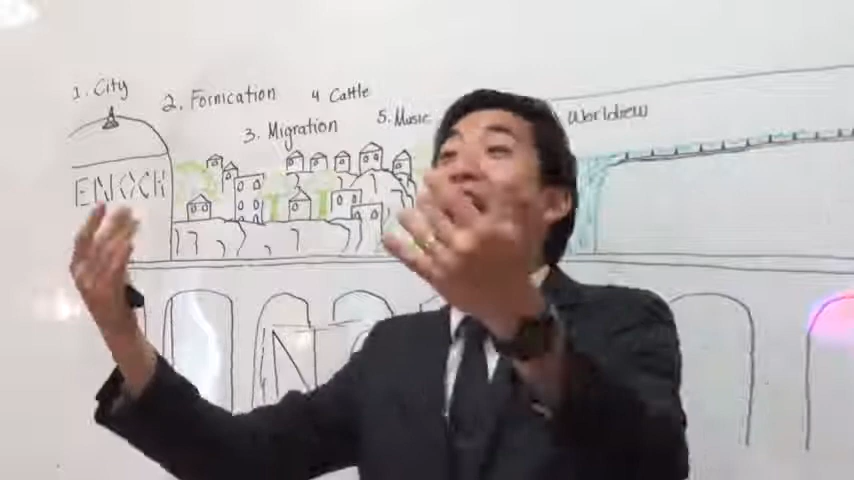 1. City
2. Fornication
3. Migration
4 Cattle
5. Music
Worldview
ENOCH
N